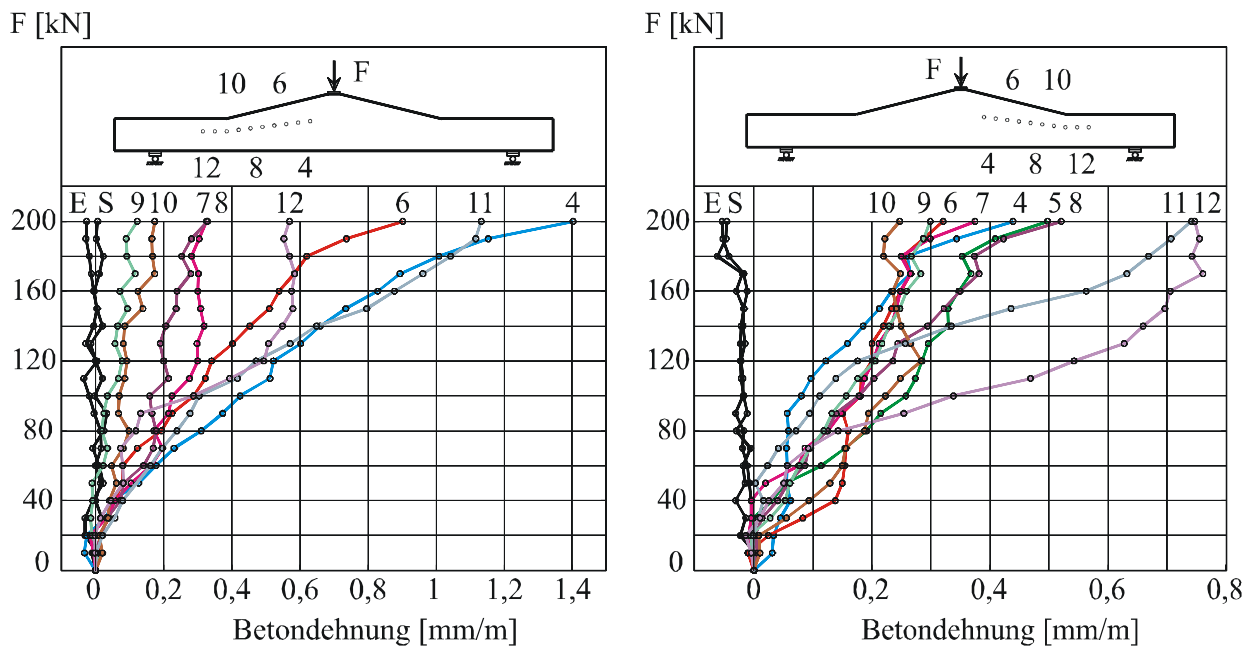 F [kN]
10 6 F
12 8 4
E S 9 10 7 8 12 6 11 4
200
160
120
80
40
0
0 0,2 0,4 0,6 0,8 1 1,2 1,4
Betondehnung [mm/m]
F [kN]
F 6 10
4 8 12
E S 10 9 6 7 4 5 8 11 12
200
160
120
80
40
0
0 0,2 0,4 0,6 0,8
Betondehnung [mm/m]